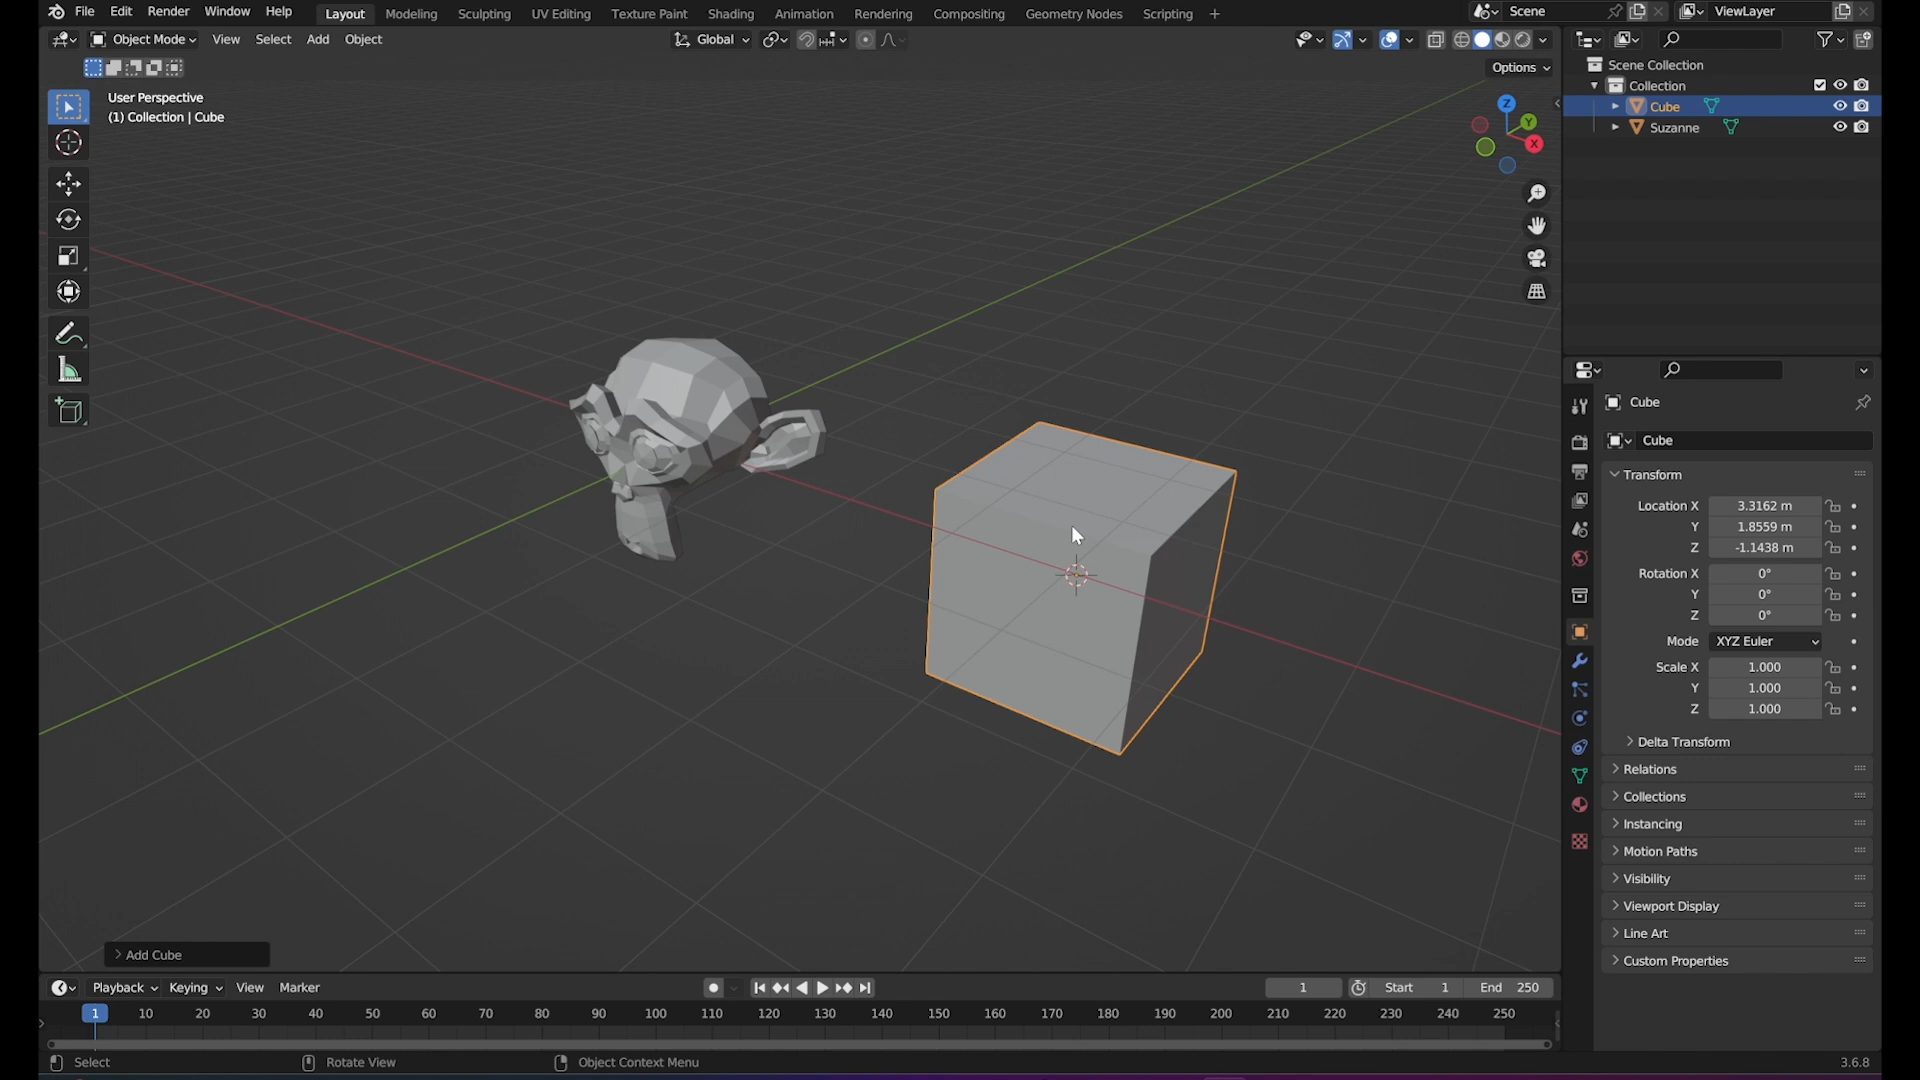 File Edit Render Window Help Layout Modeling Sculpting UV Editing Texture Paint Shading Animation Rendering Compositing Geometry Nodes Scripting + Scene ViewLayer
Object Mode View Select Add Object Global
Options
User Perspective
(1) Collection | Cube
Z
Y
X
Add Cube
Scene Collection
Collection
Cube
Suzanne
Cube
Cube
Transform
Location X 3.3162 m
Y 1.8559 m
Z -1.1438 m
Rotation X 0°
Y 0°
Z 0°
Mode XYZ Euler
Scale X 1.000
Y 1.000
Z 1.000
Delta Transform
Relations
Collections
Instancing
Motion Paths
Visibility
Viewport Display
Line Art
Custom Properties
Playback Keying View Marker 1 Start 1 End 250
1 10 20 30 40 50 60 70 80 90 100 110 120 130 140 150 160 170 180 190 200 210 220 230 240 250
Select Rotate View Object Context Menu 3.6.8